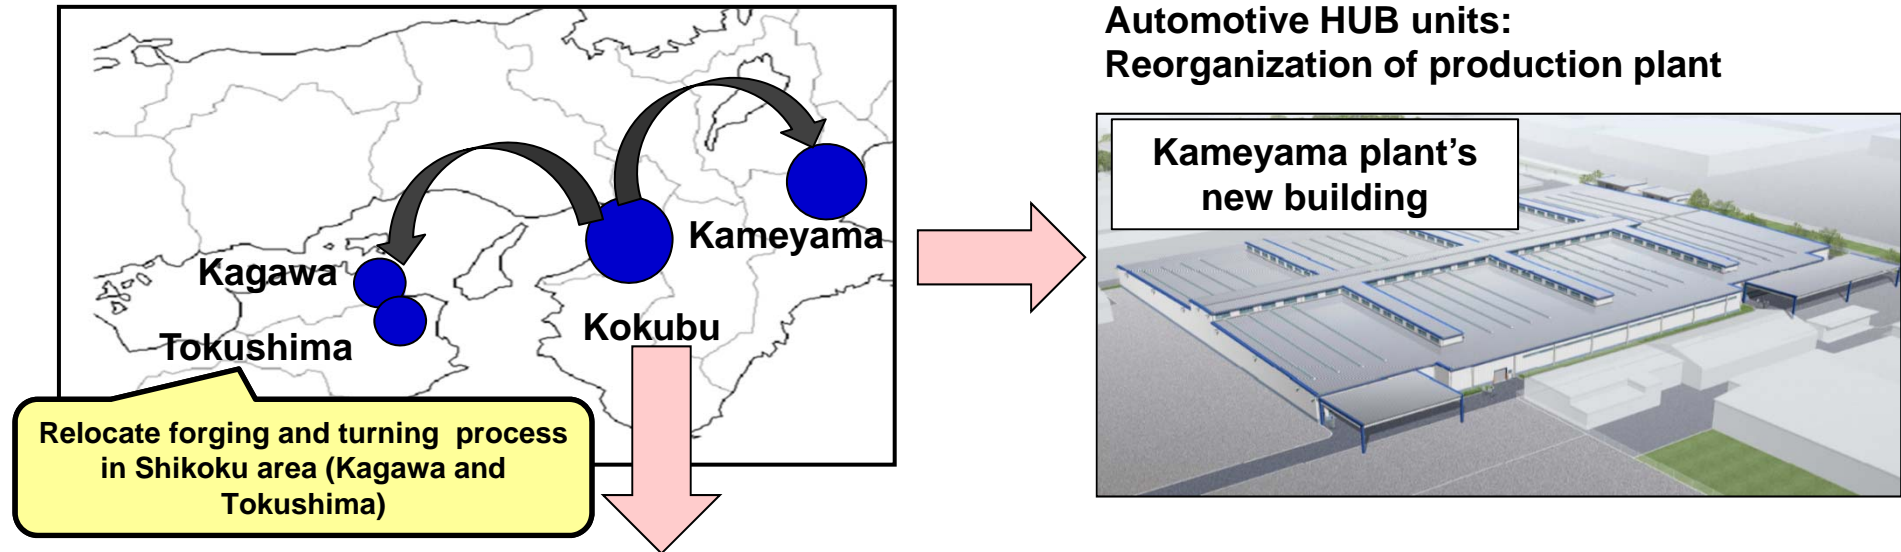 Automotive HUB units:
Reorganization of production plant
Kameyama plant’s
new building
Kameyama
Kagawa
Kokubu
Tokushima
Relocate forging and turning  process
in Shikoku area (Kagawa and
Tokushima)